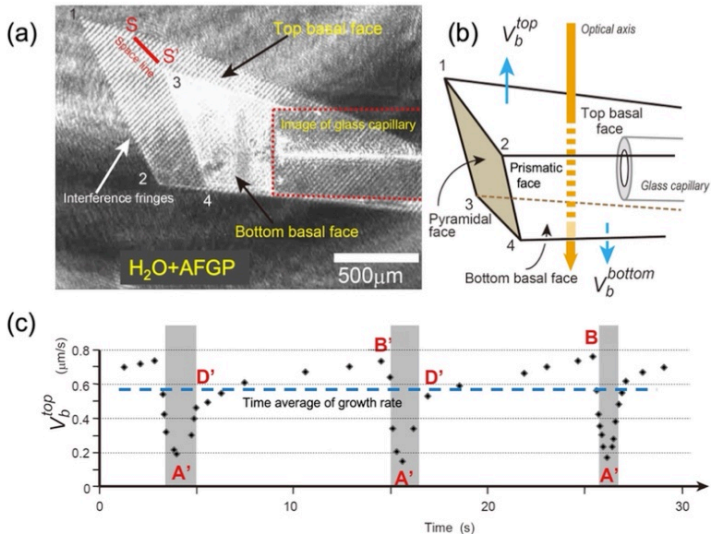 (a)
1
S
S'
Space line
Top basal face
3
Image of glass capillary
Interference fringes
2
4
Bottom basal face
H₂O+AFGP
500μm
(b)
V_b^top
Optical axis
1
Top basal
face
2
Prismatic
face
Glass capillary
3
Pyramidal
face
4
Bottom basal face
V_b^bottom
(c)
V_b^top (μm/s)
0.8
0.6
0.4
0.2
0
B'
B
D'
D'
Time average of growth rate
A'
A'
A'
0
10
20
30
Time (s)